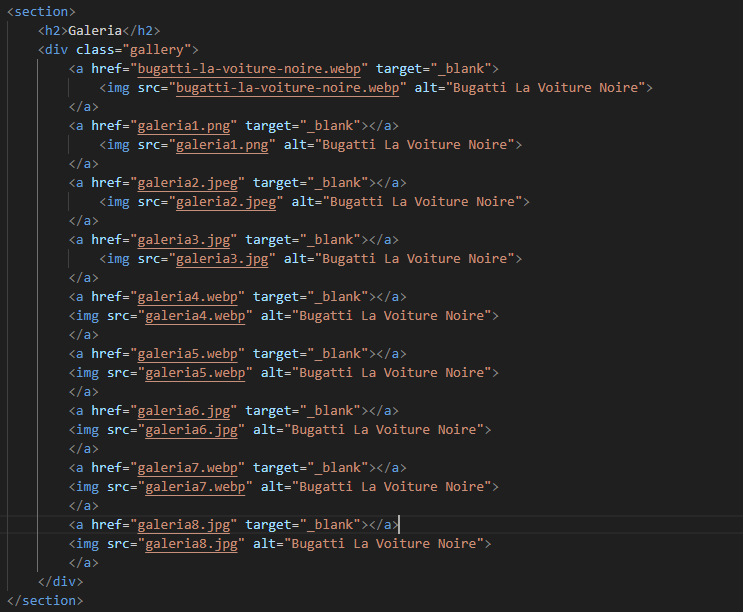 <section>
<h2>Galeria</h2>
<div class="gallery">
<a href="bugatti-la-voiture-noire.webp" target="_blank">
<img src="bugatti-la-voiture-noire.webp" alt="Bugatti La Voiture Noire">
</a>
<a href="galeria1.png" target="_blank"></a>
<img src="galeria1.png" alt="Bugatti La Voiture Noire">
</a>
<a href="galeria2.jpeg" target="_blank"></a>
<img src="galeria2.jpeg" alt="Bugatti La Voiture Noire">
</a>
<a href="galeria3.jpg" target="_blank"></a>
<img src="galeria3.jpg" alt="Bugatti La Voiture Noire">
</a>
<a href="galeria4.webp" target="_blank"></a>
<img src="galeria4.webp" alt="Bugatti La Voiture Noire">
</a>
<a href="galeria5.webp" target="_blank"></a>
<img src="galeria5.webp" alt="Bugatti La Voiture Noire">
</a>
<a href="galeria6.jpg" target="_blank"></a>
<img src="galeria6.jpg" alt="Bugatti La Voiture Noire">
</a>
<a href="galeria7.webp" target="_blank"></a>
<img src="galeria7.webp" alt="Bugatti La Voiture Noire">
</a>
<a href="galeria8.jpg" target="_blank"></a>
<img src="galeria8.jpg" alt="Bugatti La Voiture Noire">
</a>
</div>
</section>